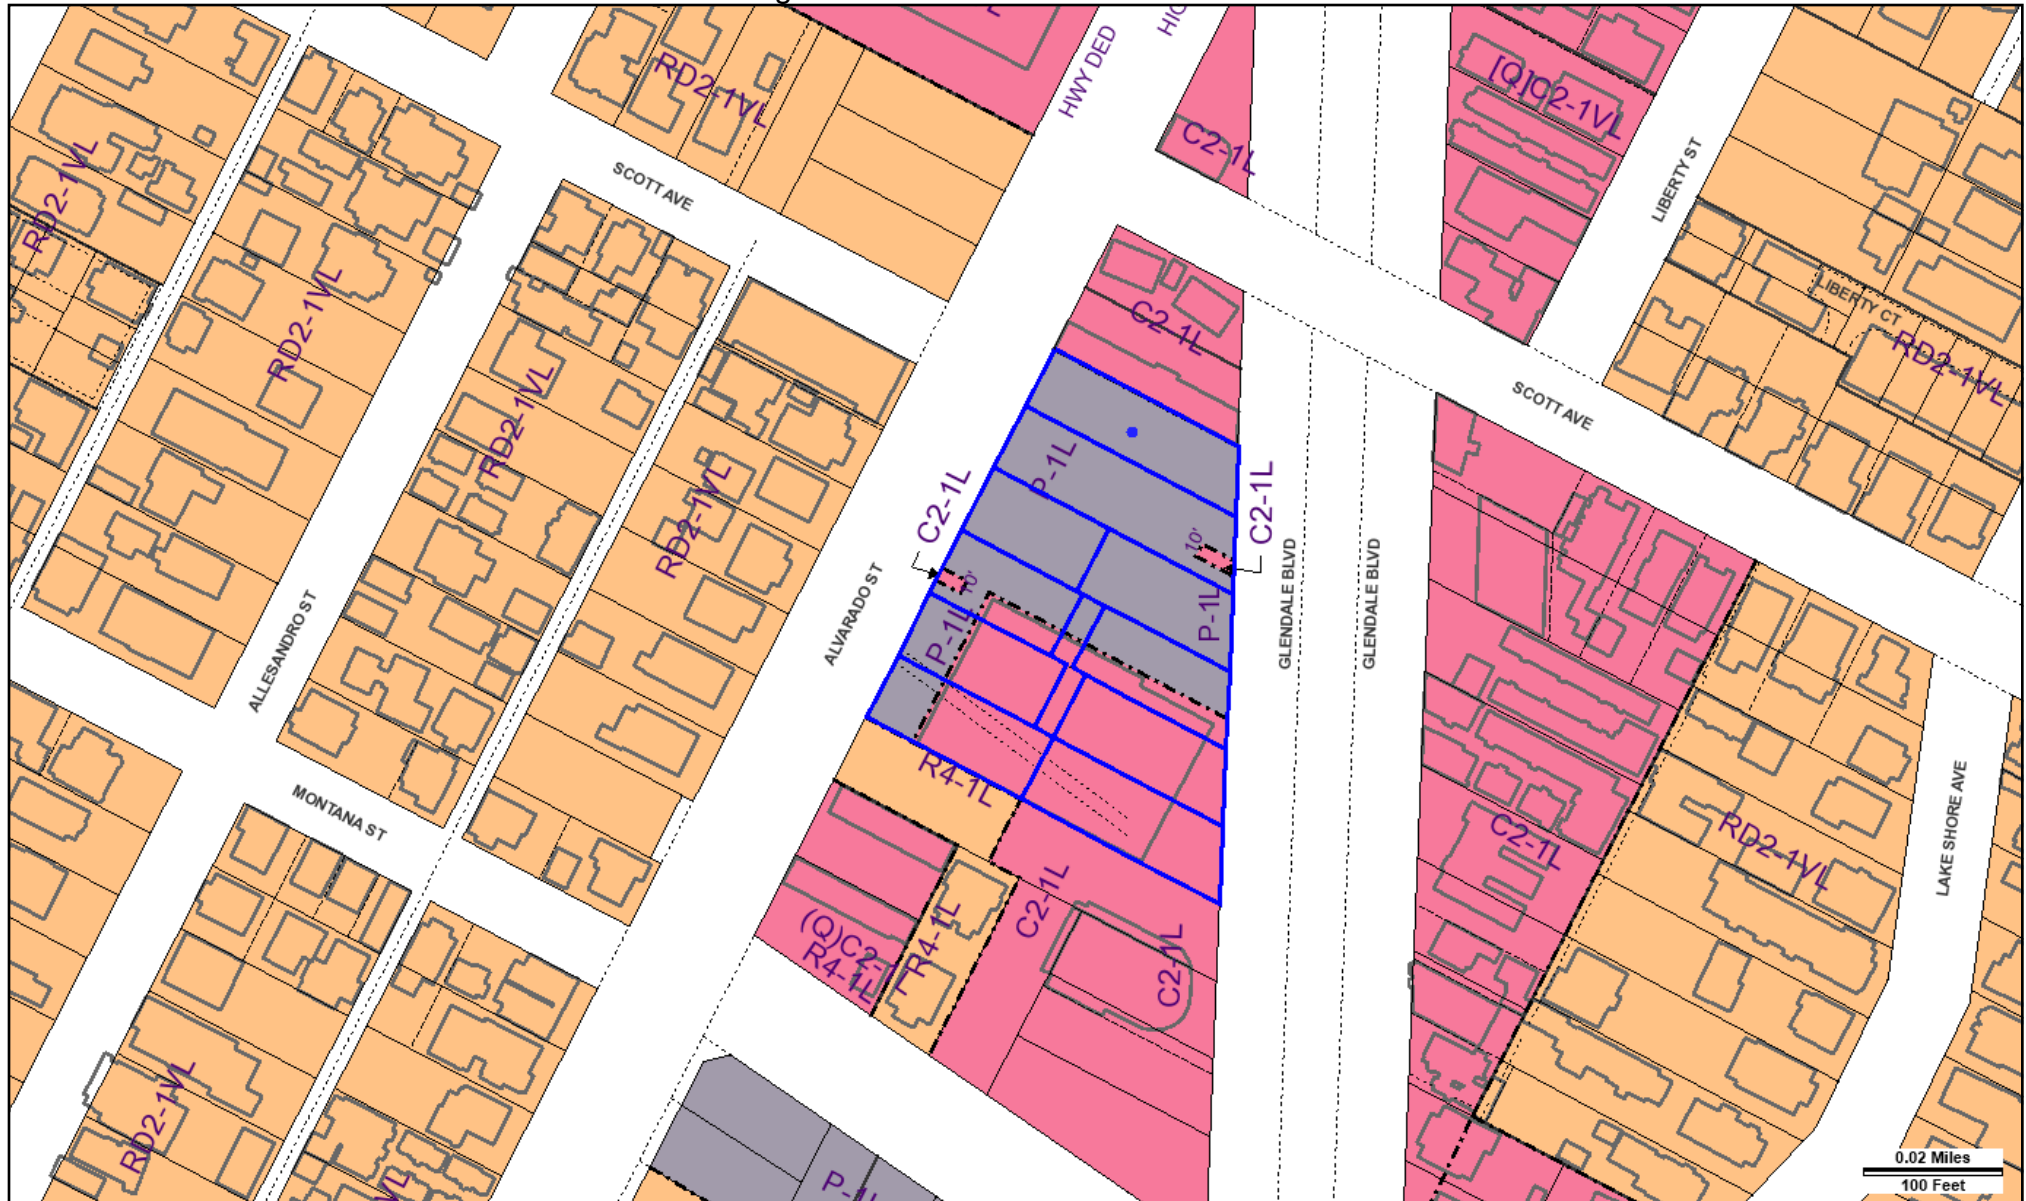 HWY DED
RD2-1VL
C2-1L
[Q]C2-1VL
RD2-1VL
SCOTT AVE
LIBERTY ST
RD2-1VL
C2-1L
LIBERTY CT
RD2-1VL
SCOTT AVE
RD2-1VL
P-1L
C2-1L
C2-1L
RD2-1VL
10'
10'
ALVARADO ST
GLENDALE BLVD
GLENDALE BLVD
P-1L
P-1L
ALLESANDRO ST
R4-1L
MONTANA ST
C2-1L
RD2-1VL
LAKE SHORE AVE
(Q)C2-1L
R4-1L
R4-1L
C2-1L
C2-1L
RD2-1VL
0.02 Miles
100 Feet